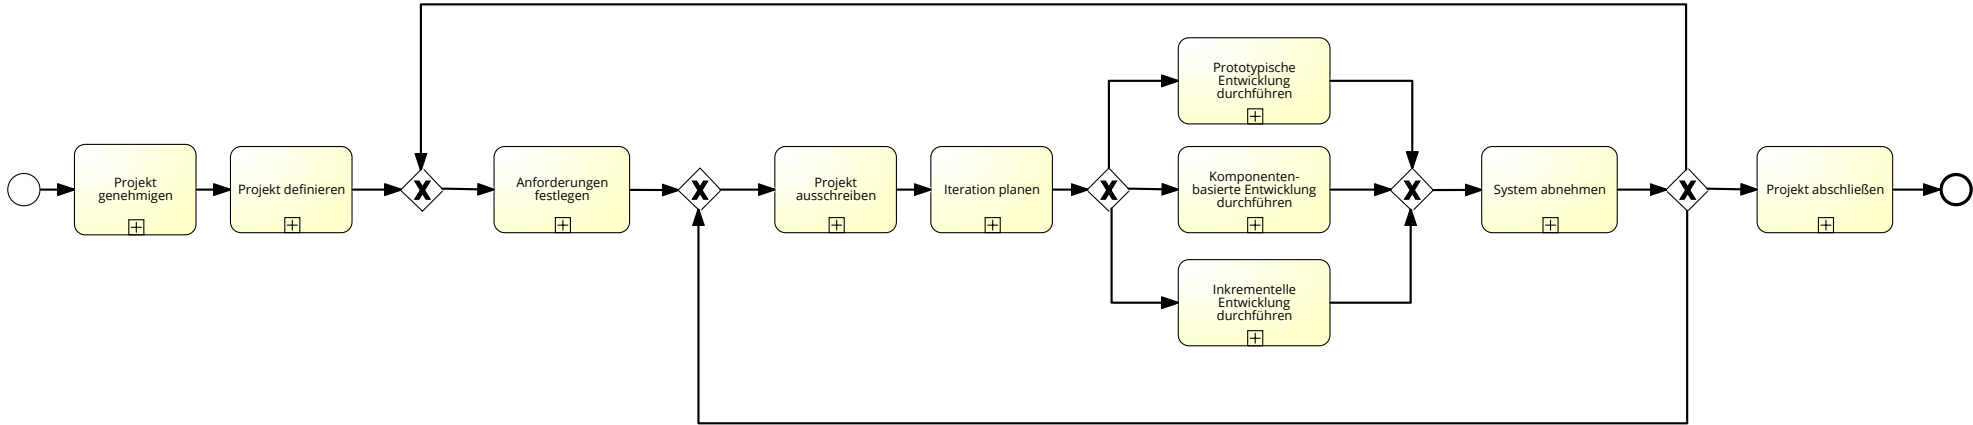 Projekt
genehmigen
Projekt definieren
Anforderungen
festlegen
Projekt
ausschreiben
Iteration planen
Prototypische
Entwicklung
durchführen
Komponenten-
basierte Entwicklung
durchführen
Inkrementelle
Entwicklung
durchführen
System abnehmen
Projekt abschließen